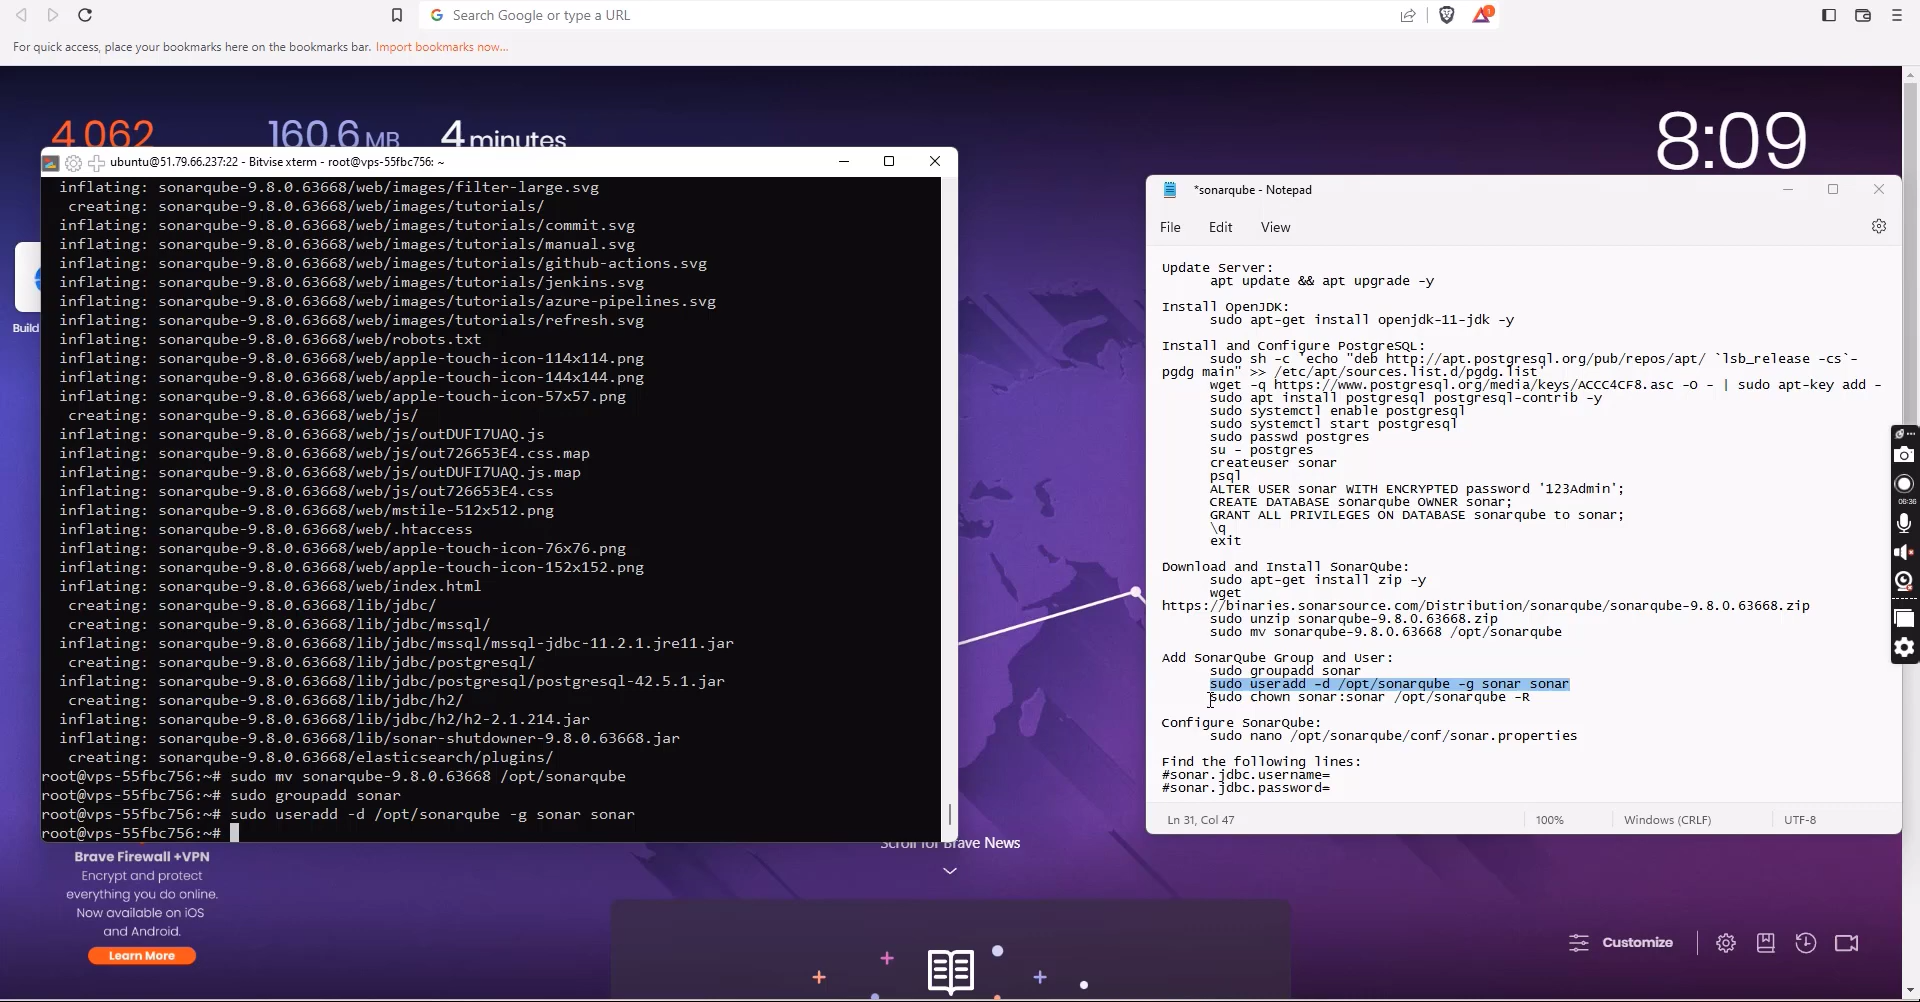 Search Google or type a URL
1
For quick access, place your bookmarks here on the bookmarks bar. Import bookmarks now...
4 062
160.6 MB
4 minutes
8:09
Build
ubuntu@51.79.66.237:22 - Bitvise xterm - root@vps-55fbc756: ~
inflating: sonarqube-9.8.0.63668/web/images/filter-large.svg
creating: sonarqube-9.8.0.63668/web/images/tutorials/
inflating: sonarqube-9.8.0.63668/web/images/tutorials/commit.svg
inflating: sonarqube-9.8.0.63668/web/images/tutorials/manual.svg
inflating: sonarqube-9.8.0.63668/web/images/tutorials/github-actions.svg
inflating: sonarqube-9.8.0.63668/web/images/tutorials/jenkins.svg
inflating: sonarqube-9.8.0.63668/web/images/tutorials/azure-pipelines.svg
inflating: sonarqube-9.8.0.63668/web/images/tutorials/refresh.svg
inflating: sonarqube-9.8.0.63668/web/robots.txt
inflating: sonarqube-9.8.0.63668/web/apple-touch-icon-114x114.png
inflating: sonarqube-9.8.0.63668/web/apple-touch-icon-144x144.png
inflating: sonarqube-9.8.0.63668/web/apple-touch-icon-57x57.png
creating: sonarqube-9.8.0.63668/web/js/
inflating: sonarqube-9.8.0.63668/web/js/outDUFI7UAQ.js
inflating: sonarqube-9.8.0.63668/web/js/out726653E4.css.map
inflating: sonarqube-9.8.0.63668/web/js/outDUFI7UAQ.js.map
inflating: sonarqube-9.8.0.63668/web/js/out726653E4.css
inflating: sonarqube-9.8.0.63668/web/mstile-512x512.png
inflating: sonarqube-9.8.0.63668/web/.htaccess
inflating: sonarqube-9.8.0.63668/web/apple-touch-icon-76x76.png
inflating: sonarqube-9.8.0.63668/web/apple-touch-icon-152x152.png
inflating: sonarqube-9.8.0.63668/web/index.html
creating: sonarqube-9.8.0.63668/lib/jdbc/
creating: sonarqube-9.8.0.63668/lib/jdbc/mssql/
inflating: sonarqube-9.8.0.63668/lib/jdbc/mssql/mssql-jdbc-11.2.1.jre11.jar
creating: sonarqube-9.8.0.63668/lib/jdbc/postgresql/
inflating: sonarqube-9.8.0.63668/lib/jdbc/postgresql/postgresql-42.5.1.jar
creating: sonarqube-9.8.0.63668/lib/jdbc/h2/
inflating: sonarqube-9.8.0.63668/lib/jdbc/h2/h2-2.1.214.jar
inflating: sonarqube-9.8.0.63668/lib/sonar-shutdowner-9.8.0.63668.jar
creating: sonarqube-9.8.0.63668/elasticsearch/plugins/
root@vps-55fbc756:~# sudo mv sonarqube-9.8.0.63668 /opt/sonarqube
root@vps-55fbc756:~# sudo groupadd sonar
root@vps-55fbc756:~# sudo useradd -d /opt/sonarqube -g sonar sonar
root@vps-55fbc756:~#
*sonarqube - Notepad
File Edit View
Update Server:
apt update && apt upgrade -y
Install OpenJDK:
sudo apt-get install openjdk-11-jdk -y
Install and Configure PostgreSQL:
sudo sh -c 'echo "deb http://apt.postgresql.org/pub/repos/apt/ `lsb_release -cs`-
pgdg main" >> /etc/apt/sources.list.d/pgdg.list'
wget -q https://www.postgresql.org/media/keys/ACCC4CF8.asc -O - | sudo apt-key add -
sudo apt install postgresql postgresql-contrib -y
sudo systemctl enable postgresql
sudo systemctl start postgresql
sudo passwd postgres
su - postgres
createuser sonar
psql
ALTER USER sonar WITH ENCRYPTED password '123Admin';
CREATE DATABASE sonarqube OWNER sonar;
GRANT ALL PRIVILEGES ON DATABASE sonarqube to sonar;
\q
exit
Download and Install SonarQube:
sudo apt-get install zip -y
wget
https://binaries.sonarsource.com/Distribution/sonarqube/sonarqube-9.8.0.63668.zip
sudo unzip sonarqube-9.8.0.63668.zip
sudo mv sonarqube-9.8.0.63668 /opt/sonarqube
Add SonarQube Group and User:
sudo groupadd sonar
sudo useradd -d /opt/sonarqube -g sonar sonar
sudo chown sonar:sonar /opt/sonarqube -R
Configure SonarQube:
sudo nano /opt/sonarqube/conf/sonar.properties
Find the following lines:
#sonar.jdbc.username=
#sonar.jdbc.password=
Ln 31, Col 47
100%
Windows (CRLF)
UTF-8
06:36
Scroll for Brave News
Brave Firewall +VPN
Encrypt and protect
everything you do online.
Now available on iOS
and Android.
Learn More
Customize